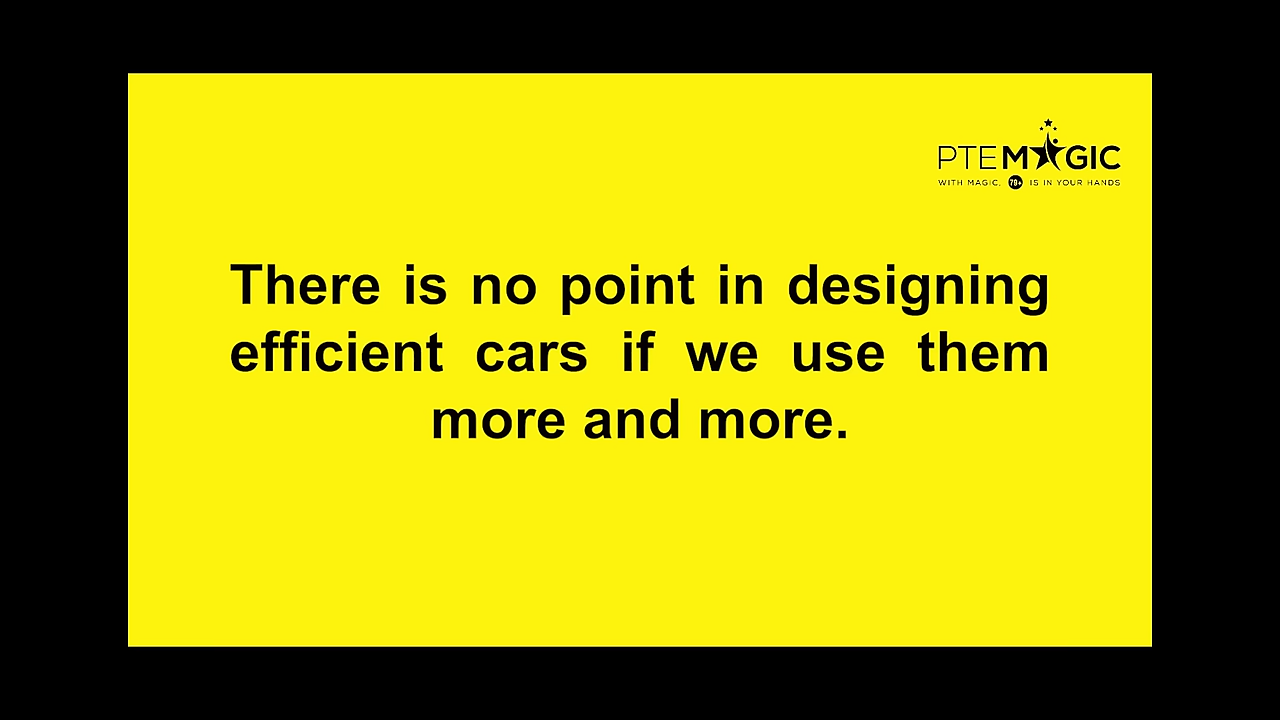 PTEMAGIC
WITH MAGIC, 79+ IS IN YOUR HANDS
There is no point in designing
efficient cars if we use them
more and more.